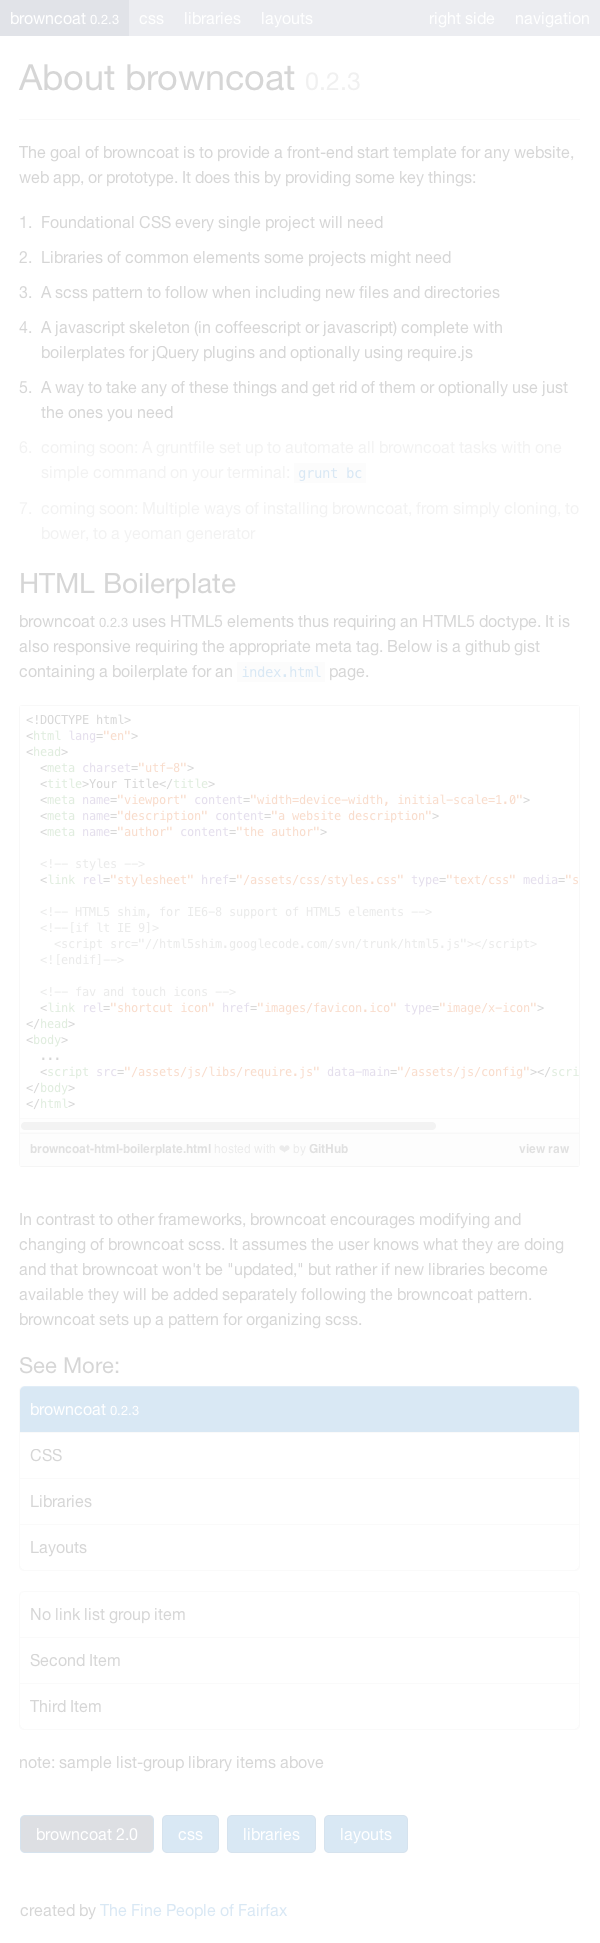 browncoat 0.2.3 css libraries layouts right side navigation
About browncoat 0.2.3
The goal of browncoat is to provide a front-end start template for any website,
web app, or prototype. It does this by providing some key things:
1. Foundational CSS every single project will need
2. Libraries of common elements some projects might need
3. A scss pattern to follow when including new files and directories
4. A javascript skeleton (in coffeescript or javascript) complete with
boilerplates for jQuery plugins and optionally using require.js
5. A way to take any of these things and get rid of them or optionally use just
the ones you need
6. coming soon: A gruntfile set up to automate all browncoat tasks with one
simple command on your terminal: grunt bc
7. coming soon: Multiple ways of installing browncoat, from simply cloning, to
bower, to a yeoman generator
HTML Boilerplate
browncoat 0.2.3 uses HTML5 elements thus requiring an HTML5 doctype. It is
also responsive requiring the appropriate meta tag. Below is a github gist
containing a boilerplate for an index.html page.
<!DOCTYPE html>
<html lang="en">
<head>
<meta charset="utf-8">
<title>Your Title</title>
<meta name="viewport" content="width=device-width, initial-scale=1.0">
<meta name="description" content="a website description">
<meta name="author" content="the author">
<!-- styles -->
<link rel="stylesheet" href="/assets/css/styles.css" type="text/css" media="s
<!-- HTML5 shim, for IE6-8 support of HTML5 elements -->
<!--[if lt IE 9]>
<script src="//html5shim.googlecode.com/svn/trunk/html5.js"></script>
<![endif]-->
<!-- fav and touch icons -->
<link rel="shortcut icon" href="images/favicon.ico" type="image/x-icon">
</head>
<body>
...
<script src="/assets/js/libs/require.js" data-main="/assets/js/config"></scri
</body>
</html>
browncoat-html-boilerplate.html hosted with ❤ by GitHub view raw
In contrast to other frameworks, browncoat encourages modifying and
changing of browncoat scss. It assumes the user knows what they are doing
and that browncoat won't be "updated," but rather if new libraries become
available they will be added separately following the browncoat pattern.
browncoat sets up a pattern for organizing scss.
See More:
browncoat 0.2.3
CSS
Libraries
Layouts
No link list group item
Second Item
Third Item
note: sample list-group library items above
browncoat 2.0 css libraries layouts
created by The Fine People of Fairfax